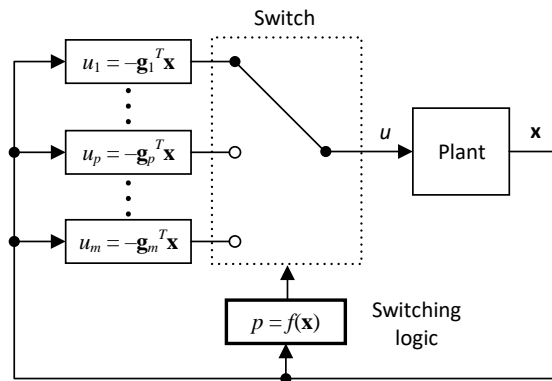 Switch
u₁ = –g₁ᵀx
uₚ = –gₚᵀx
uₘ = –gₘᵀx
u
Plant
x
p = f(x)
Switching
logic